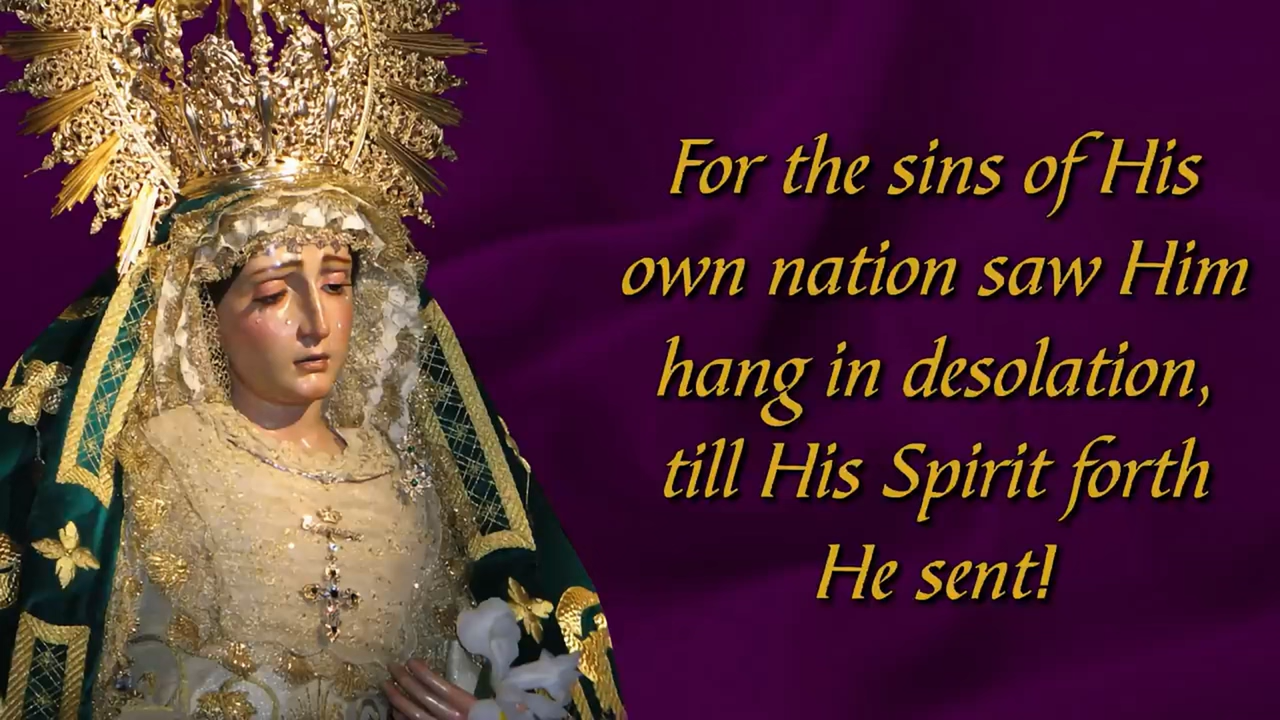 For the sins of His
own nation saw Him
hang in desolation,
till His Spirit forth
He sent!